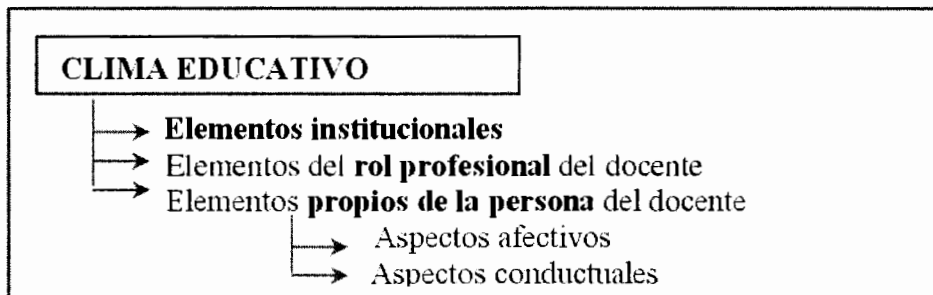 CLIMA EDUCATIVO
Elementos institucionales
Elementos del rol profesional del docente
Elementos propios de la persona del docente
Aspectos afectivos
Aspectos conductuales